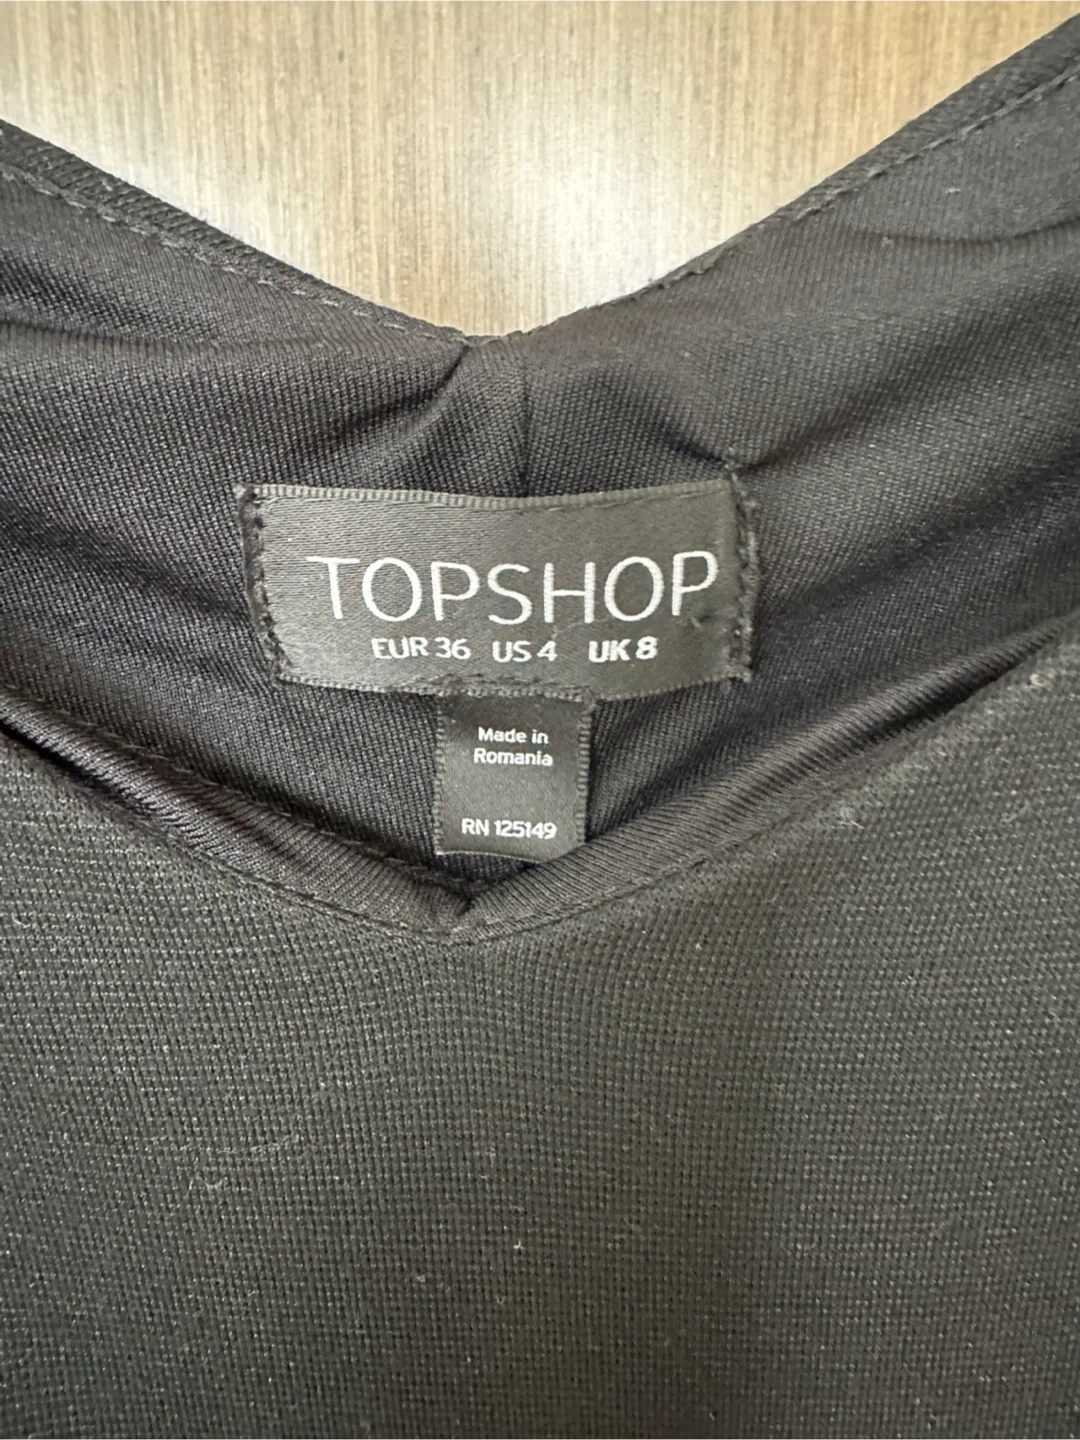 TOPSHOP
EUR 36 US 4 UK 8
Made in
Romania
RN 125149